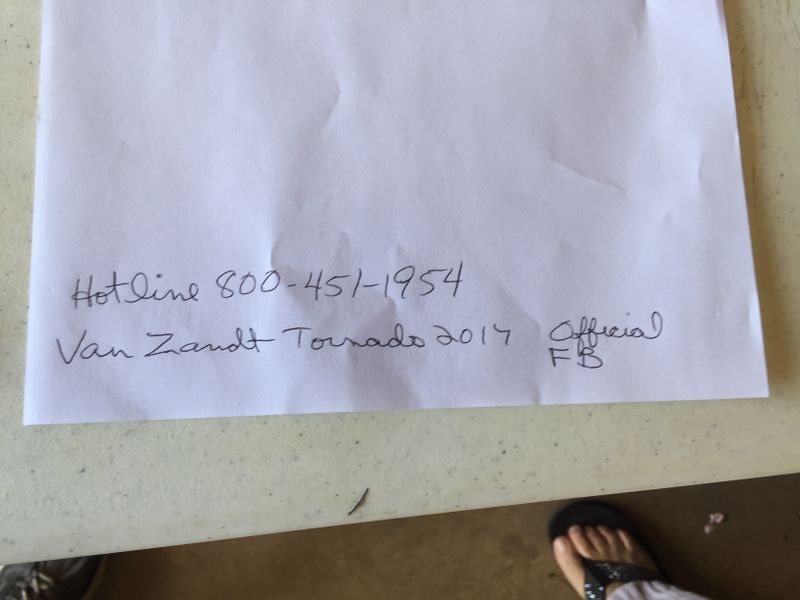 Hotline 800-451-1954
Van Zandt Tornado 2017 Official
FB